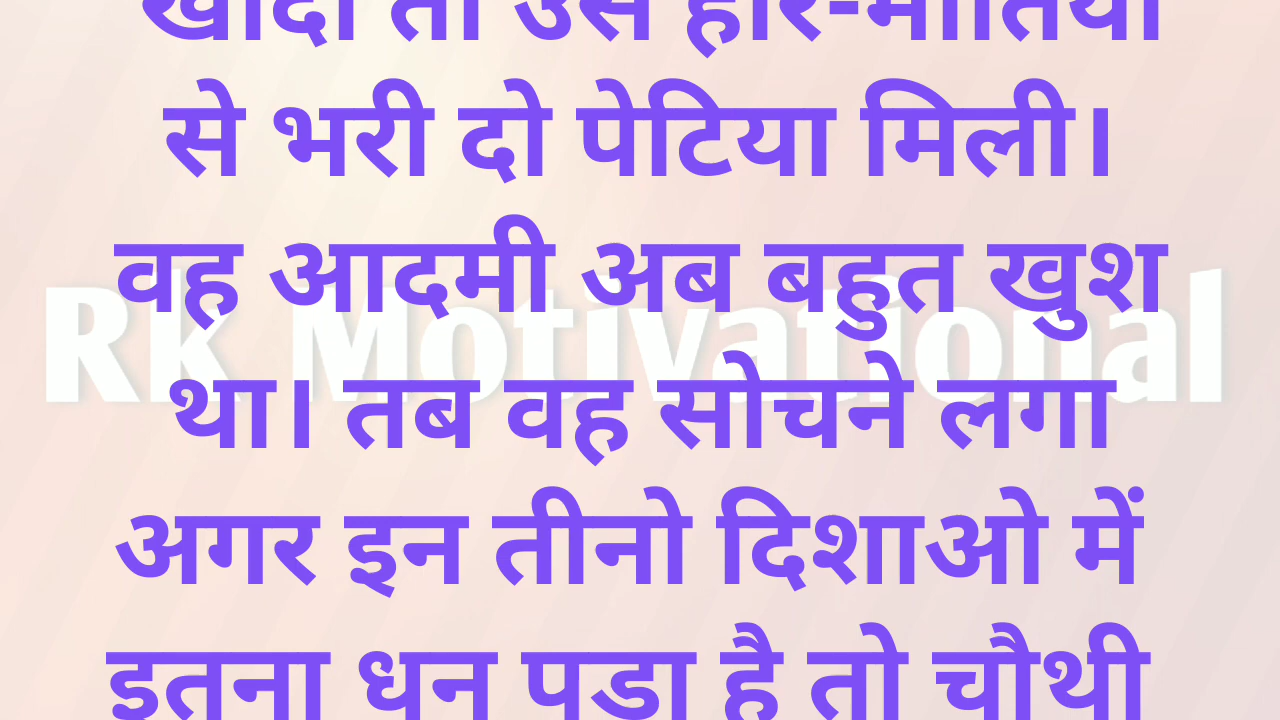 खोदा तो उसे हीरे-मोतियों
से भरी दो पेटिया मिली।
वह आदमी अब बहुत खुश
Rk Motivational
था। तब वह सोचने लगा
अगर इन तीनो दिशाओ में
इतना धन पडा है तो चौथी